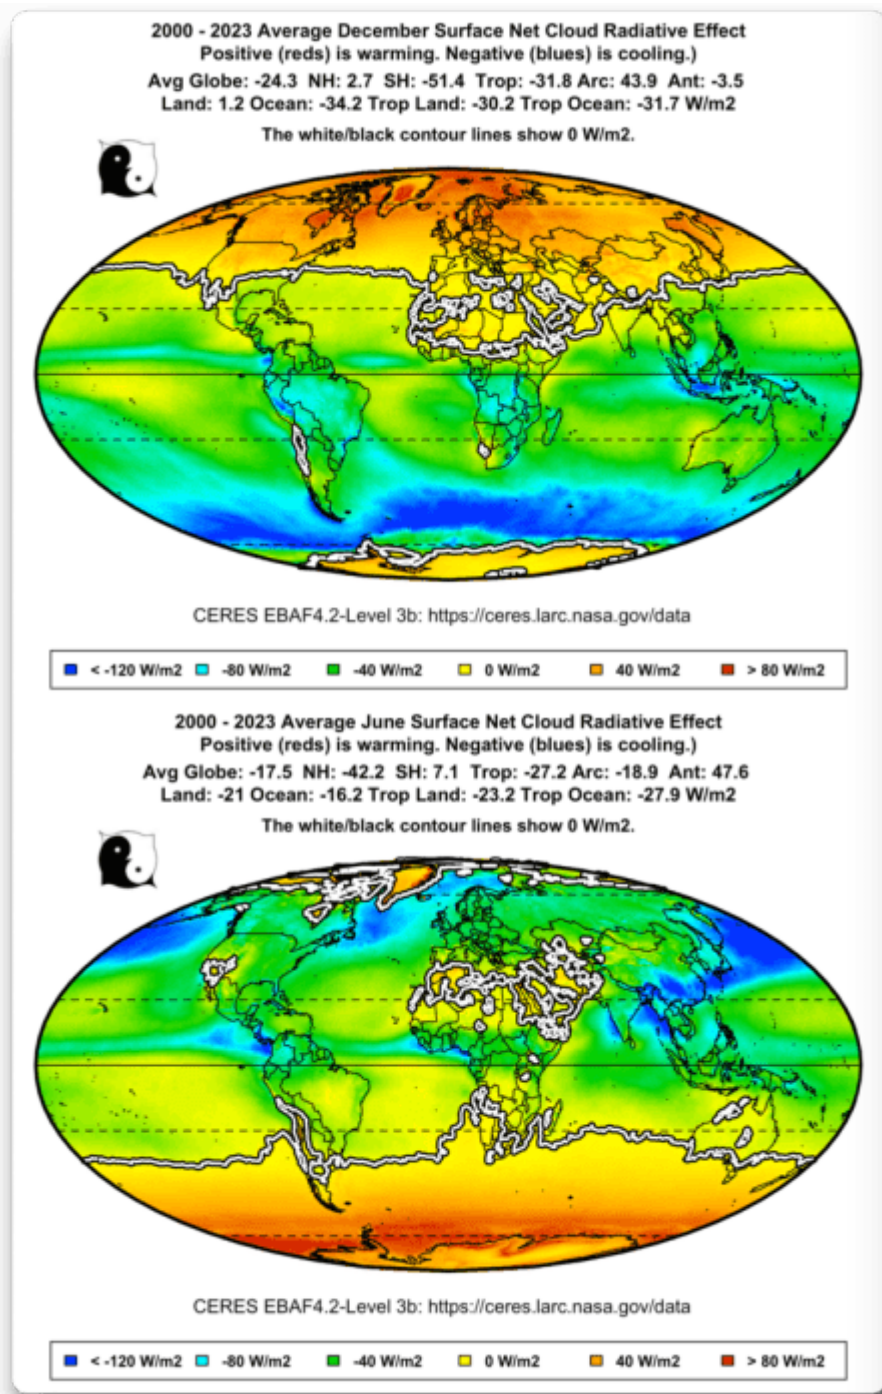 2000 - 2023 Average December Surface Net Cloud Radiative Effect
Positive (reds) is warming. Negative (blues) is cooling.)
Avg Globe: -24.3 NH: 2.7 SH: -51.4 Trop: -31.8 Arc: 43.9 Ant: -3.5
Land: 1.2 Ocean: -34.2 Trop Land: -30.2 Trop Ocean: -31.7 W/m2
The white/black contour lines show 0 W/m2.
CERES EBAF4.2-Level 3b: https://ceres.larc.nasa.gov/data
< -120 W/m2 -80 W/m2 -40 W/m2 0 W/m2 40 W/m2 > 80 W/m2
2000 - 2023 Average June Surface Net Cloud Radiative Effect
Positive (reds) is warming. Negative (blues) is cooling.)
Avg Globe: -17.5 NH: -42.2 SH: 7.1 Trop: -27.2 Arc: -18.9 Ant: 47.6
Land: -21 Ocean: -16.2 Trop Land: -23.2 Trop Ocean: -27.9 W/m2
The white/black contour lines show 0 W/m2.
CERES EBAF4.2-Level 3b: https://ceres.larc.nasa.gov/data
< -120 W/m2 -80 W/m2 -40 W/m2 0 W/m2 40 W/m2 > 80 W/m2